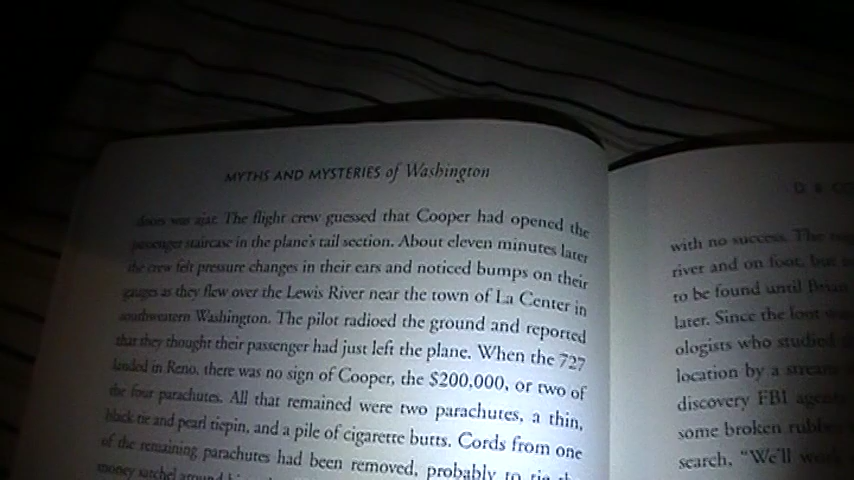 MYTHS AND MYSTERIES of Washington
doors was ajar. The flight crew guessed that Cooper had opened the
passenger staircase in the plane's tail section. About eleven minutes later
the crew felt pressure changes in their ears and noticed bumps on their
gauges as they flew over the Lewis River near the town of La Center in
southwestern Washington. The pilot radioed the ground and reported
that they thought their passenger had just left the plane. When the 727
landed in Reno, there was no sign of Cooper, the $200,000, or two of
the four parachutes. All that remained were two parachutes, a thin,
black tie and pearl tiepin, and a pile of cigarette butts. Cords from one
of the remaining parachutes had been removed, probably to tie
money satchel around
D. B. CO
with no success. The
river and on foot, but
to be found until Brian
later. Since the loot was
ologists who studied
location by a stream
discovery FBI agents
some broken rubber
search, "We'll work